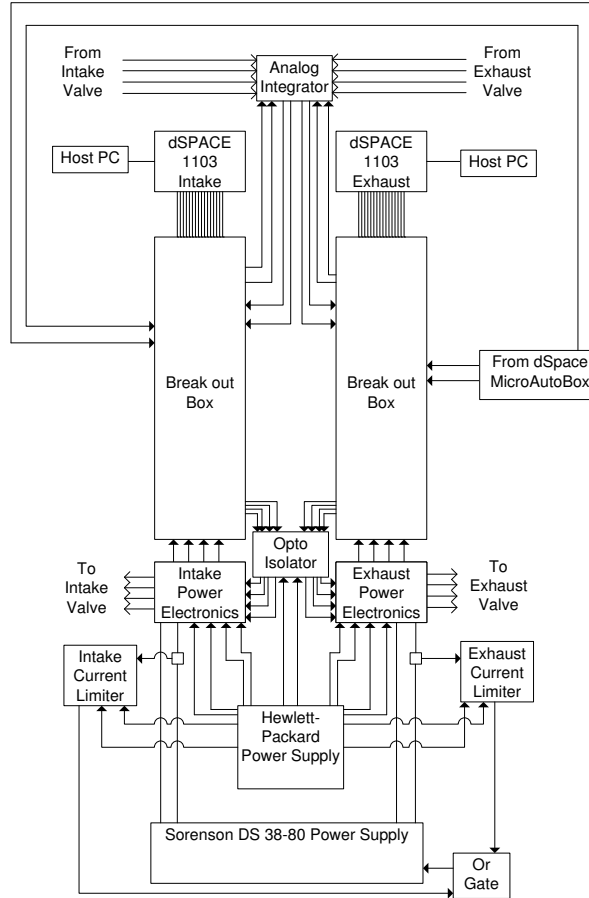 From
Intake
Valve
Analog
Integrator
From
Exhaust
Valve
Host PC
dSPACE
1103
Intake
dSPACE
1103
Exhaust
Host PC
Break out
Box
Break out
Box
From dSpace
MicroAutoBox
Opto
Isolator
To
Intake
Valve
Intake
Power
Electronics
Exhaust
Power
Electronics
To
Exhaust
Valve
Intake
Current
Limiter
Exhaust
Current
Limiter
Hewlett-
Packard
Power Supply
Sorenson DS 38-80 Power Supply
Or
Gate